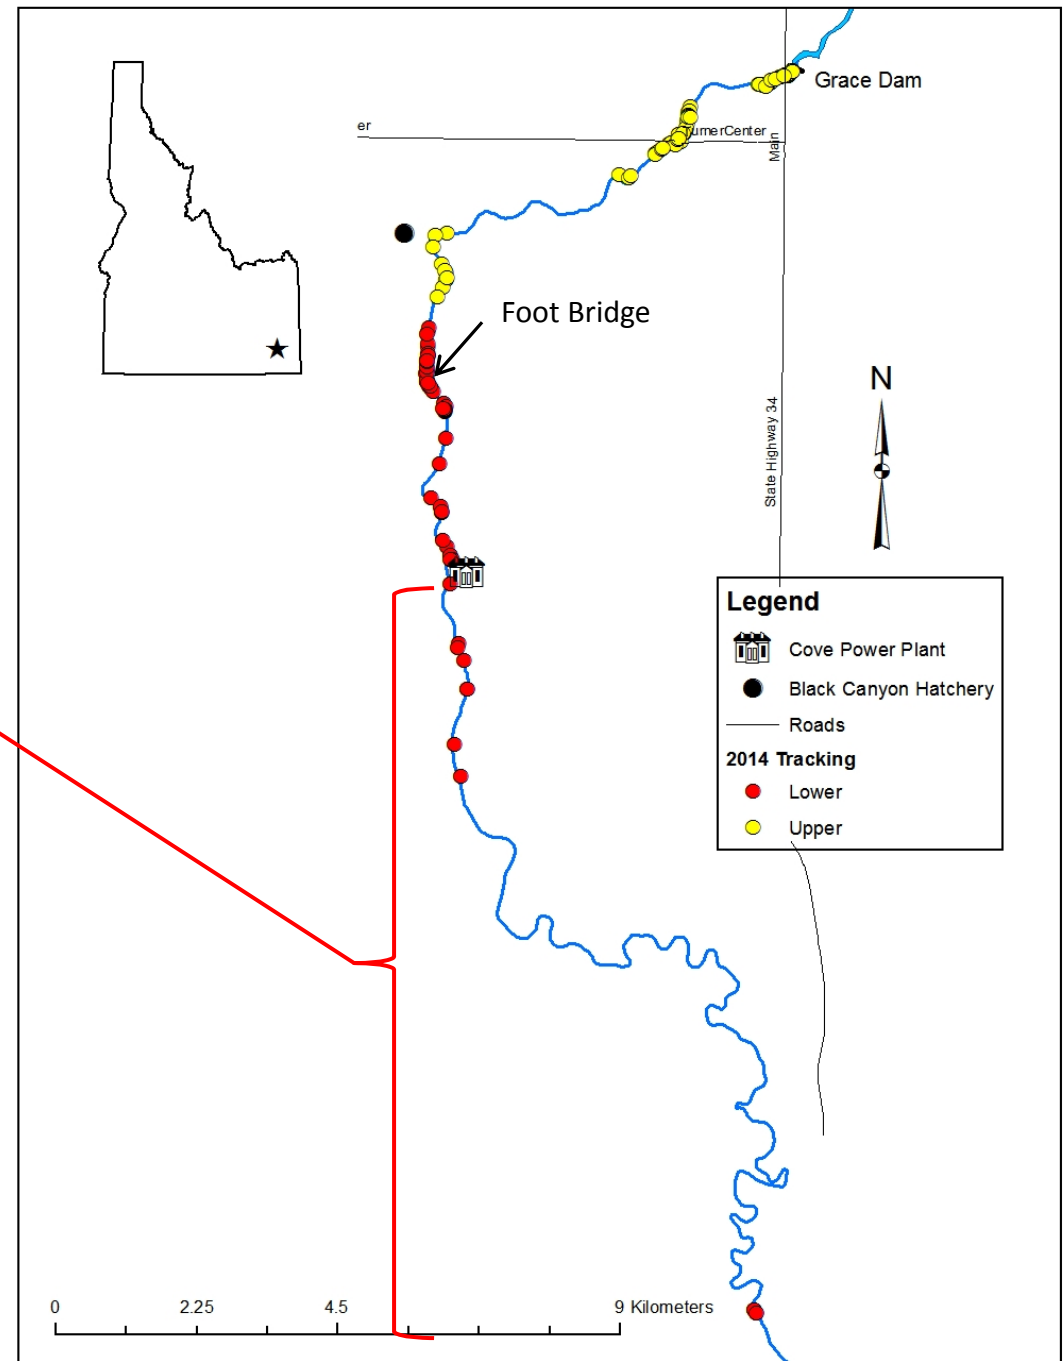 Grace Dam
er
TurnerCenter
Main
Foot Bridge
N
State Highway 34
Legend
Cove Power Plant
Black Canyon Hatchery
Roads
2014 Tracking
Lower
Upper
0 2.25 4.5 9 Kilometers